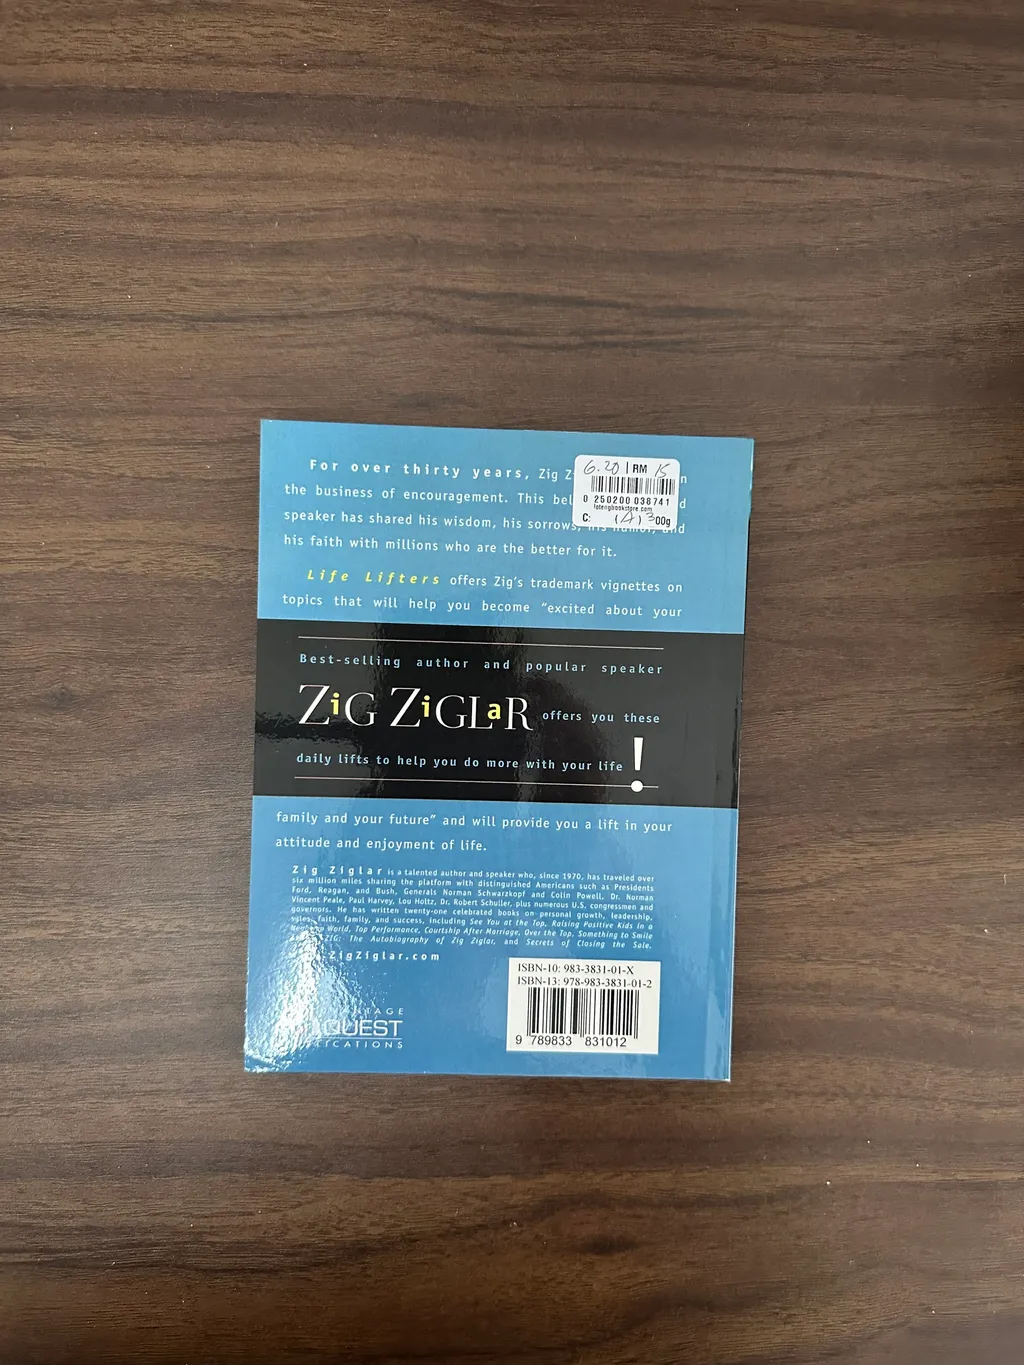 For over thirty years, Zig Z n
the business of encouragement. This bel d
speaker has shared his wisdom, his sorrows, his humor, and
his faith with millions who are the better for it.
6.20 | RM 15
0 250200 038741
C: 300g
Life Lifters offers Zig's trademark vignettes on
topics that will help you become "excited about your
Best-selling author and popular speaker
ZiG ZiGLaR offers you these
daily lifts to help you do more with your life!
family and your future" and will provide you a lift in your
attitude and enjoyment of life.
Zig Ziglar is a talented author and speaker who, since 1970, has traveled over
six million miles sharing the platform with distinguished Americans such as Presidents
Ford, Reagan, and Bush, Generals Norman Schwarzkopf and Colin Powell, Dr. Norman
Vincent Peale, Paul Harvey, Lou Holtz, Dr. Robert Schuller, plus numerous U.S. congressmen and
governors. He has written twenty-one celebrated books on personal growth, leadership,
sales, faith, family, and success, including See You at the Top, Raising Positive Kids in a
Negative World, Top Performance, Courtship After Marriage, Over the Top, Something to Smile
ZIG: The Autobiography of Zig Ziglar, and Secrets of Closing the Sale.
ZigZiglar.com
ISBN-10: 983-3831-01-X
ISBN-13: 978-983-3831-01-2
9 789833 831012
VANTAGE
QUEST
PUBLICATIONS